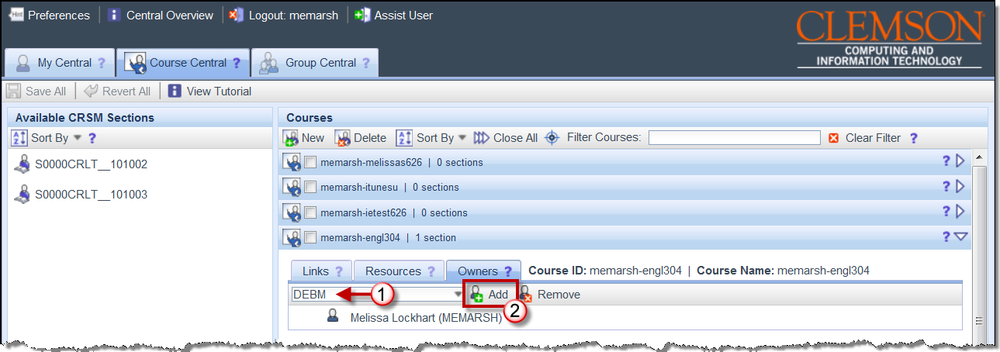 Preferences Central Overview Logout: memarsh Assist User
CLEMSON
COMPUTING AND
INFORMATION TECHNOLOGY
My Central ? Course Central ? Group Central ?
Save All Revert All View Tutorial
Available CRSM Sections
Sort By ?
S0000CRLT__101002
S0000CRLT__101003
Courses
New Delete Sort By Close All Filter Courses: Clear Filter ?
memarsh-melissas626 | 0 sections ?
memarsh-itunesu | 0 sections ?
memarsh-ietest626 | 0 sections ?
memarsh-engl304 | 1 section ?
Links ? Resources ? Owners ? Course ID: memarsh-engl304 | Course Name: memarsh-engl304
DEBM 1 Add Remove
2
Melissa Lockhart (MEMARSH)